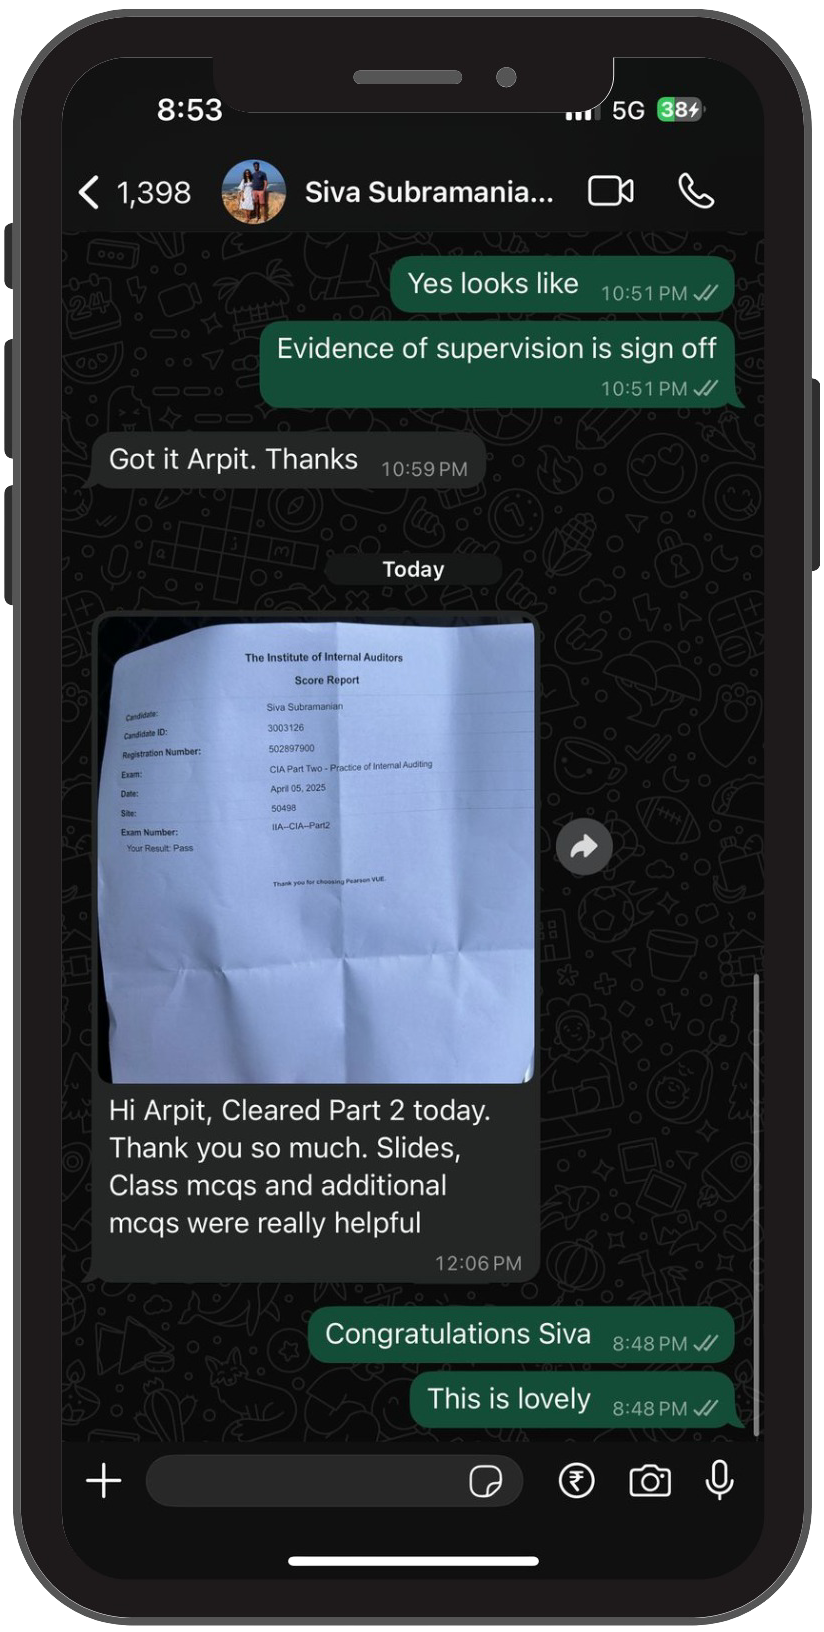 8:53
5G
38
1,398
Siva Subramania...
Yes looks like
10:51 PM
Evidence of supervision is sign off
10:51 PM
Got it Arpit. Thanks
10:59 PM
Today
The Institute of Internal Auditors
Score Report
Candidate: Siva Subramanian
Candidate ID: 3003126
Registration Number: 502897900
Exam: CIA Part Two - Practice of Internal Auditing
Date: April 05, 2025
Site: 50498
Exam Number: IIA--CIA--Part2
Your Result: Pass
Thank you for choosing Pearson VUE.
Hi Arpit, Cleared Part 2 today.
Thank you so much. Slides,
Class mcqs and additional
mcqs were really helpful
12:06 PM
Congratulations Siva
8:48 PM
This is lovely
8:48 PM